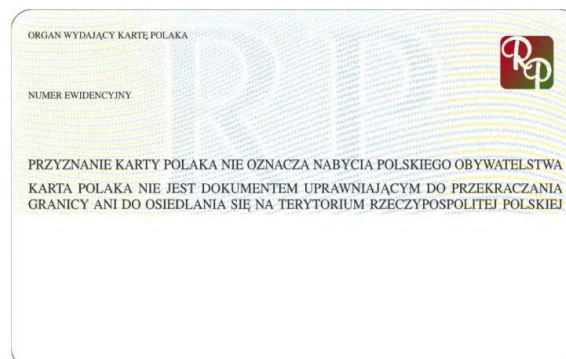 ORGAN WYDAJĄCY KARTĘ POLAKA
RP
NUMER EWIDENCYJNY
PRZYZNANIE KARTY POLAKA NIE OZNACZA NABYCIA POLSKIEGO OBYWATELSTWA
KARTA POLAKA NIE JEST DOKUMENTEM UPRAWNIAJĄCYM DO PRZEKRACZANIA
GRANICY ANI DO OSIEDLANIA SIĘ NA TERYTORIUM RZECZYPOSPOLITEJ POLSKIEJ